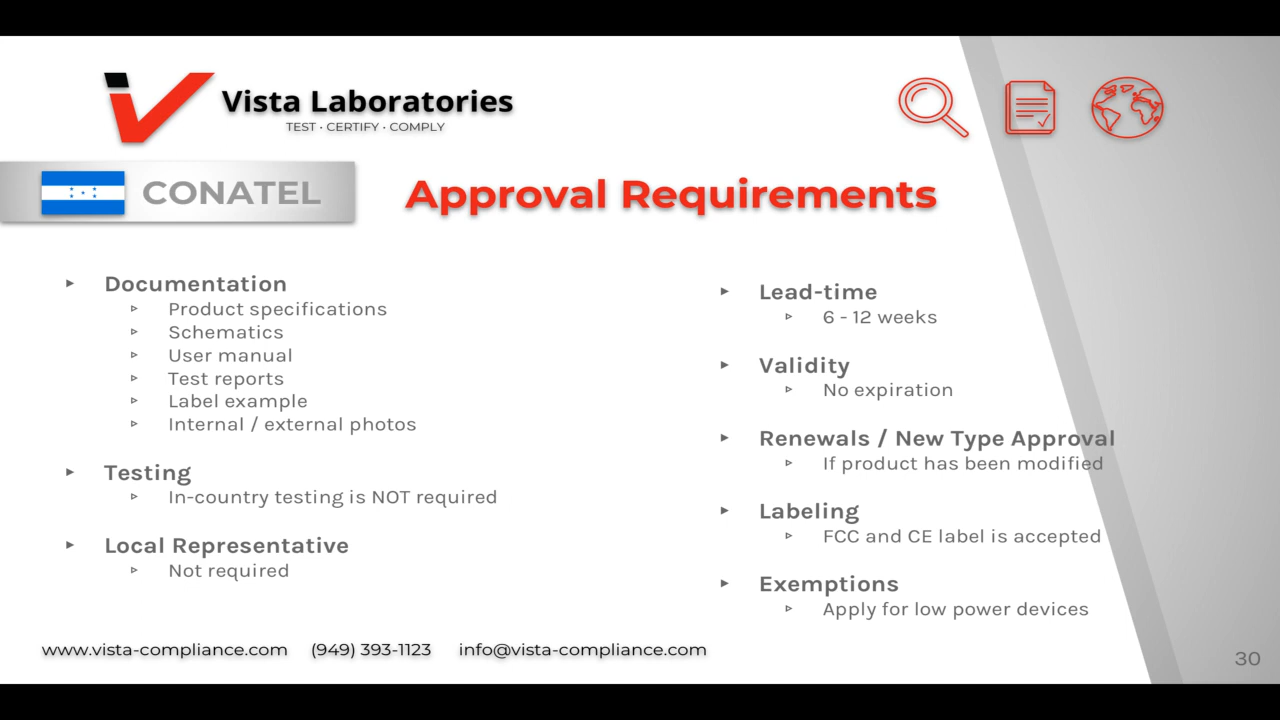 Vista Laboratories
TEST · CERTIFY · COMPLY
CONATEL
Approval Requirements
Documentation
Product specifications
Schematics
User manual
Test reports
Label example
Internal / external photos
Testing
In-country testing is NOT required
Local Representative
Not required
Lead-time
6 - 12 weeks
Validity
No expiration
Renewals / New Type Approval
If product has been modified
Labeling
FCC and CE label is accepted
Exemptions
Apply for low power devices
www.vista-compliance.com (949) 393-1123 info@vista-compliance.com
30